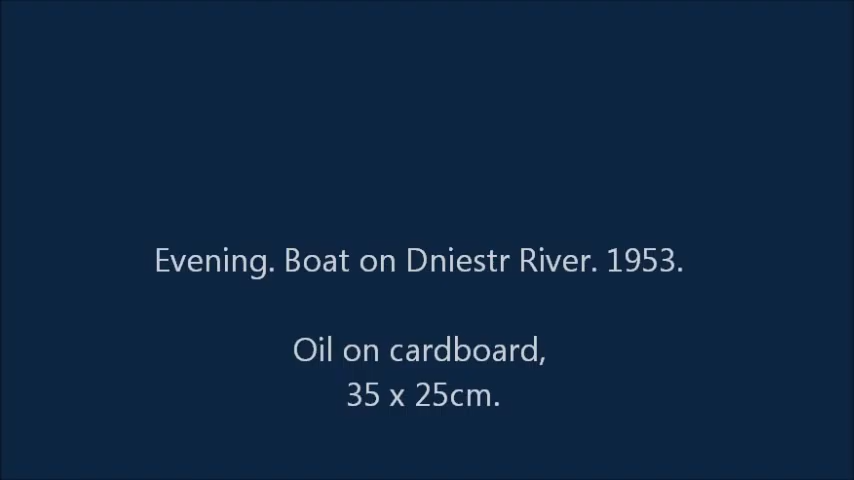 Evening. Boat on Dniestr River. 1953.
Oil on cardboard,
35 x 25cm.